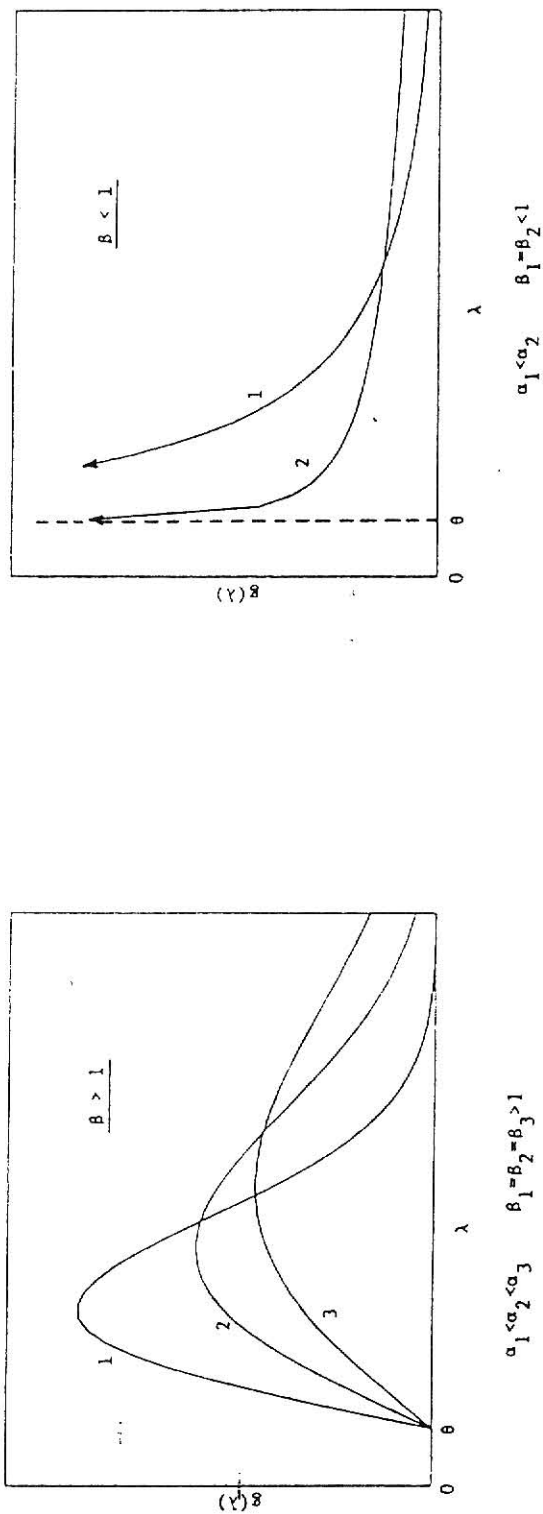 β > 1
g(λ)
1
2
3
0
θ
λ
α₁<α₂<α₃ β₁=β₂=β₃>1
β < 1
g(λ)
1
2
0
θ
λ
α₁<α₂ β₁=β₂<1